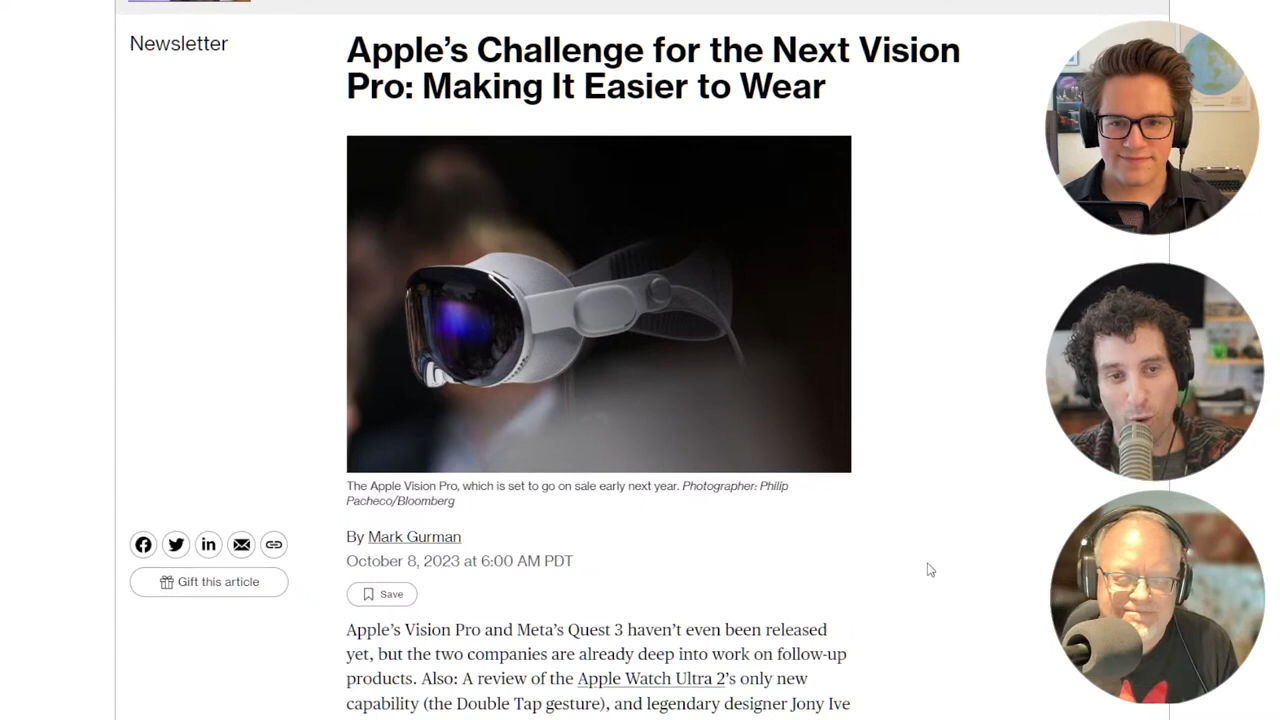 Newsletter
Apple’s Challenge for the Next Vision
Pro: Making It Easier to Wear
The Apple Vision Pro, which is set to go on sale early next year. Photographer: Philip
Pacheco/Bloomberg
By Mark Gurman
October 8, 2023 at 6:00 AM PDT
Gift this article
Save
Apple’s Vision Pro and Meta’s Quest 3 haven’t even been released
yet, but the two companies are already deep into work on follow-up
products. Also: A review of the Apple Watch Ultra 2’s only new
capability (the Double Tap gesture), and legendary designer Jony Ive